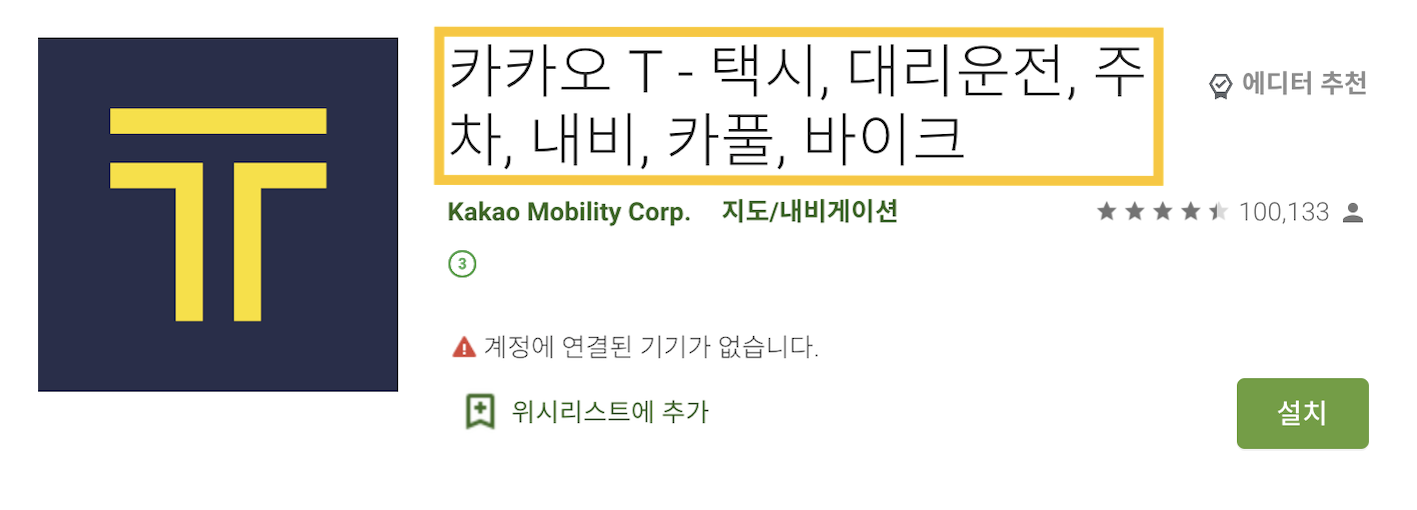 카카오 T - 택시, 대리운전, 주
차, 내비, 카풀, 바이크
에디터 추천
Kakao Mobility Corp. 지도/내비게이션
100,133
3
계정에 연결된 기기가 없습니다.
위시리스트에 추가
설치